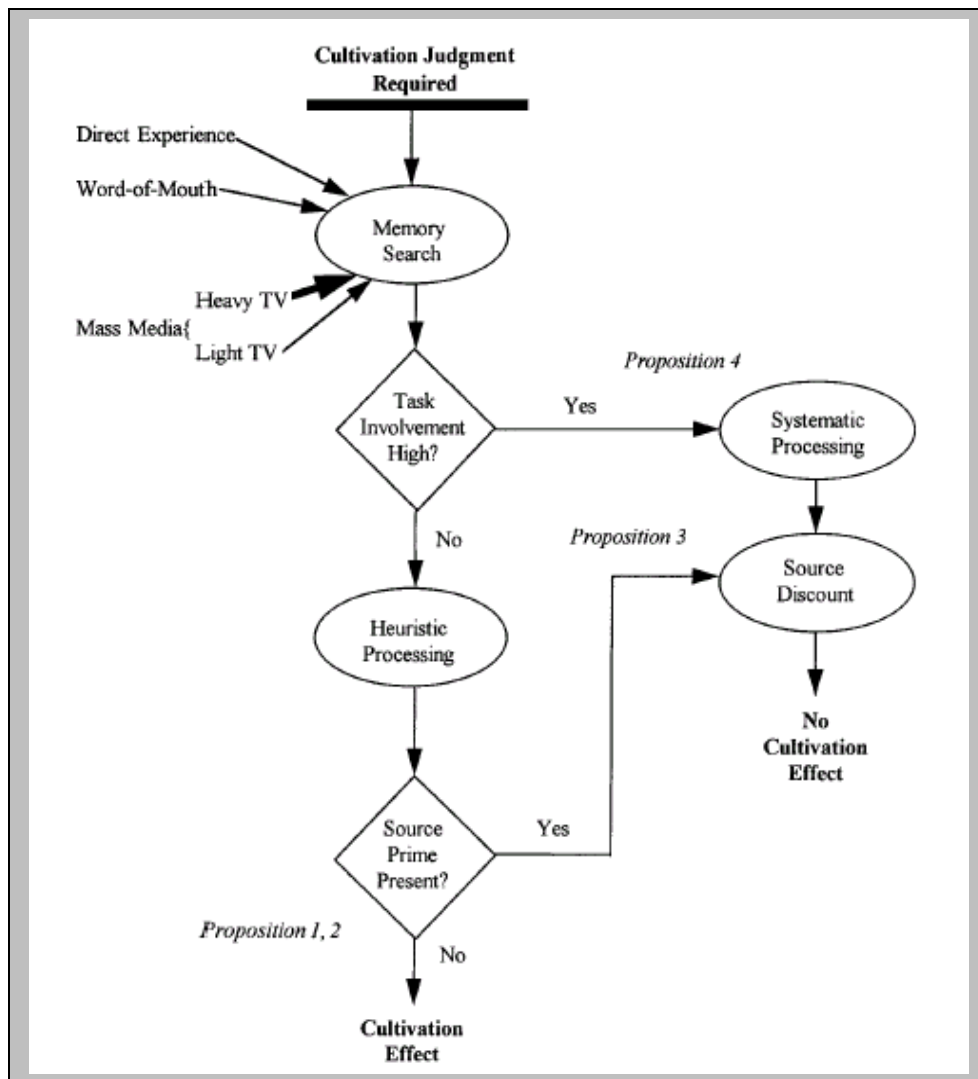 Cultivation Judgment
Required
Direct Experience
Word-of-Mouth
Memory
Search
Heavy TV
Mass Media{
Light TV
Proposition 4
Task
Involvement
High?
Yes
Systematic
Processing
No
Proposition 3
Source
Discount
Heuristic
Processing
No
Cultivation
Effect
Source
Prime
Present?
Yes
Proposition 1, 2
No
Cultivation
Effect